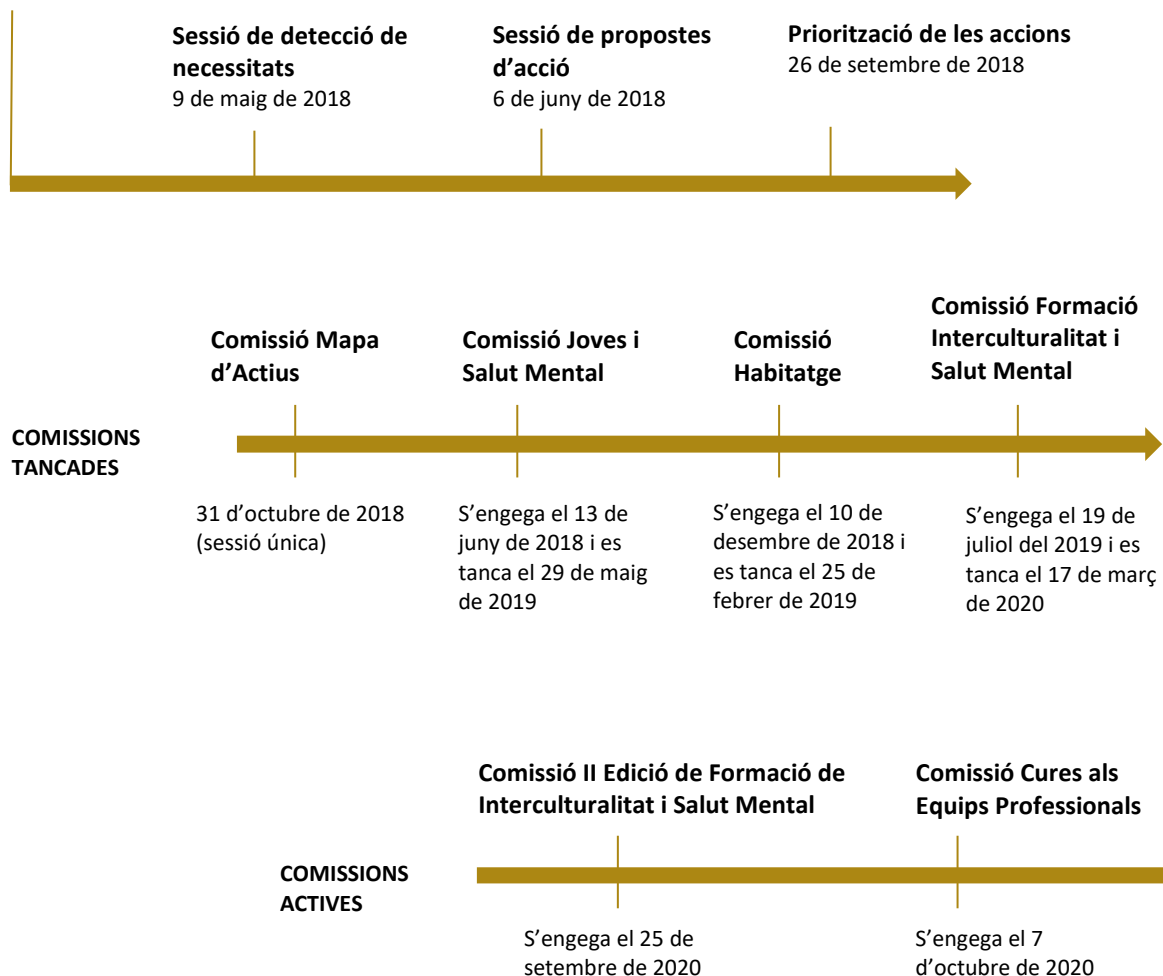 Sessió de detecció de
necessitats
9 de maig de 2018
Sessió de propostes
d’acció
6 de juny de 2018
Priorització de les accions
26 de setembre de 2018
Comissió Mapa
d’Actius
Comissió Joves i
Salut Mental
Comissió
Habitatge
Comissió Formació
Interculturalitat i
Salut Mental
COMISSIONS
TANCADES
31 d’octubre de 2018
(sessió única)
S’engega el 13 de
juny de 2018 i es
tanca el 29 de maig
de 2019
S’engega el 10 de
desembre de 2018 i
es tanca el 25 de
febrer de 2019
S’engega el 19 de
juliol del 2019 i es
tanca el 17 de març
de 2020
Comissió II Edició de Formació de
Interculturalitat i Salut Mental
Comissió Cures als
Equips Professionals
COMISSIONS
ACTIVES
S’engega el 25 de
setembre de 2020
S’engega el 7
d’octubre de 2020